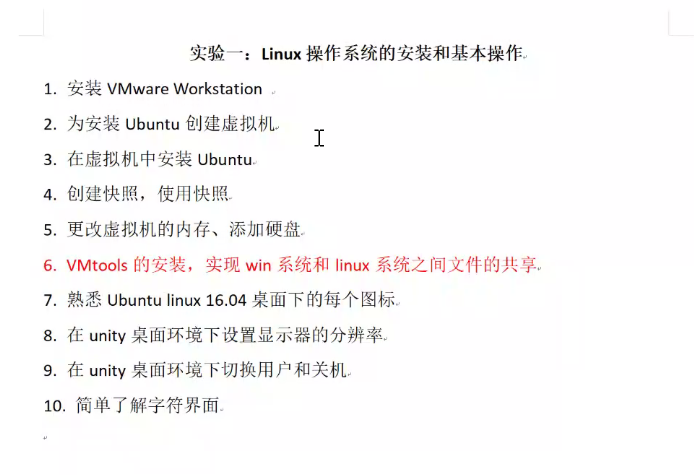 实验一：Linux 操作系统的安装和基本操作
1. 安装 VMware Workstation
2. 为安装 Ubuntu 创建虚拟机
3. 在虚拟机中安装 Ubuntu
4. 创建快照，使用快照
5. 更改虚拟机的内存、添加硬盘
6. VMtools 的安装，实现 win 系统和 linux 系统之间文件的共享
7. 熟悉 Ubuntu linux 16.04 桌面下的每个图标
8. 在 unity 桌面环境下设置显示器的分辨率
9. 在 unity 桌面环境下切换用户和关机
10. 简单了解字符界面